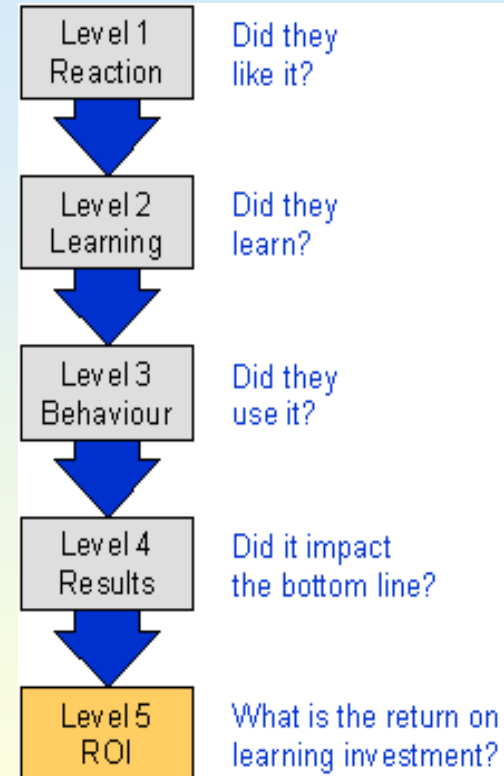 Level 1
Reaction
Did they
like it?
Level 2
Learning
Did they
learn?
Level 3
Behaviour
Did they
use it?
Level 4
Results
Did it impact
the bottom line?
Level 5
ROI
What is the return on
learning investment?